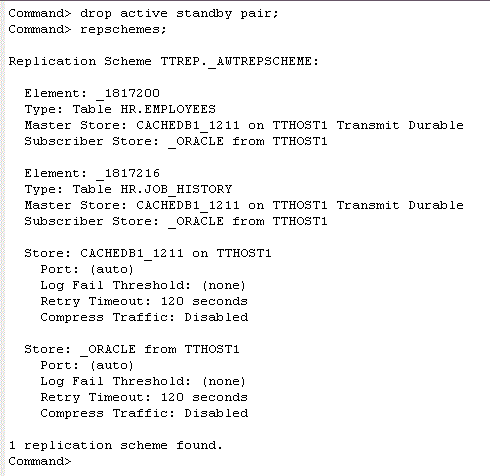 Command> drop active standby pair;
Command> repschemes;
Replication Scheme TTREP._AWTREPSCHEME:
Element: _1817200
Type: Table HR.EMPLOYEES
Master Store: CACHEDB1_1211 on TTHOST1 Transmit Durable
Subscriber Store: _ORACLE from TTHOST1
Element: _1817216
Type: Table HR.JOB_HISTORY
Master Store: CACHEDB1_1211 on TTHOST1 Transmit Durable
Subscriber Store: _ORACLE from TTHOST1
Store: CACHEDB1_1211 on TTHOST1
Port: (auto)
Log Fail Threshold: (none)
Retry Timeout: 120 seconds
Compress Traffic: Disabled
Store: _ORACLE from TTHOST1
Port: (auto)
Log Fail Threshold: (none)
Retry Timeout: 120 seconds
Compress Traffic: Disabled
1 replication scheme found.
Command>